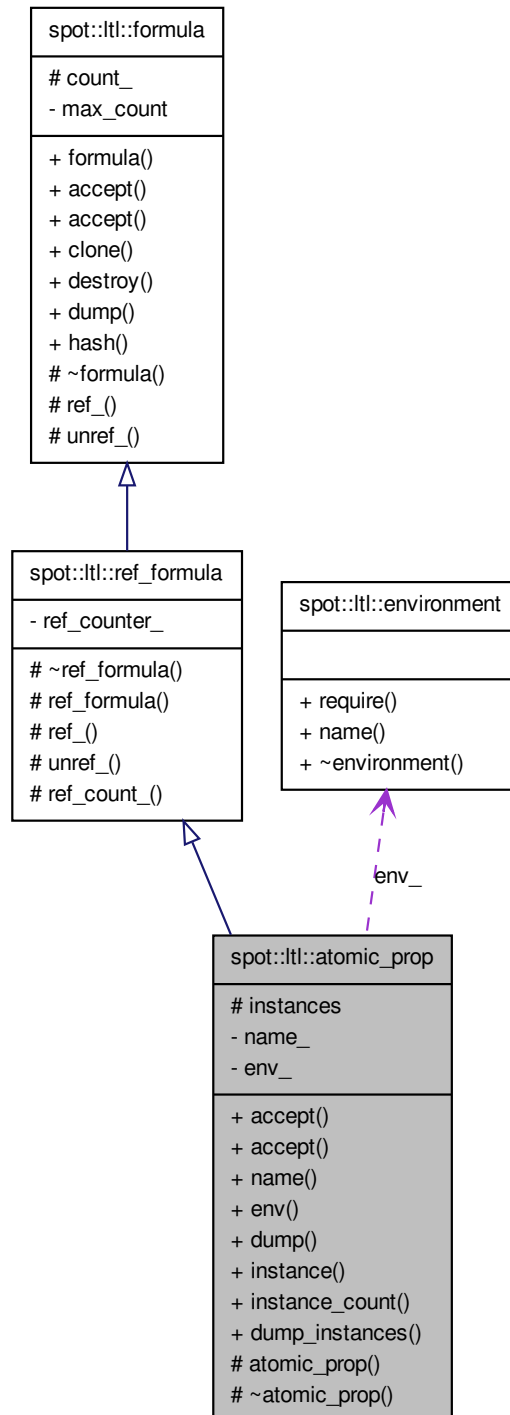 spot::ltl::formula
# count_
- max_count
+ formula()
+ accept()
+ accept()
+ clone()
+ destroy()
+ dump()
+ hash()
# ~formula()
# ref_()
# unref_()
spot::ltl::ref_formula
- ref_counter_
# ~ref_formula()
# ref_formula()
# ref_()
# unref_()
# ref_count_()
spot::ltl::environment
+ require()
+ name()
+ ~environment()
env_
spot::ltl::atomic_prop
# instances
- name_
- env_
+ accept()
+ accept()
+ name()
+ env()
+ dump()
+ instance()
+ instance_count()
+ dump_instances()
# atomic_prop()
# ~atomic_prop()